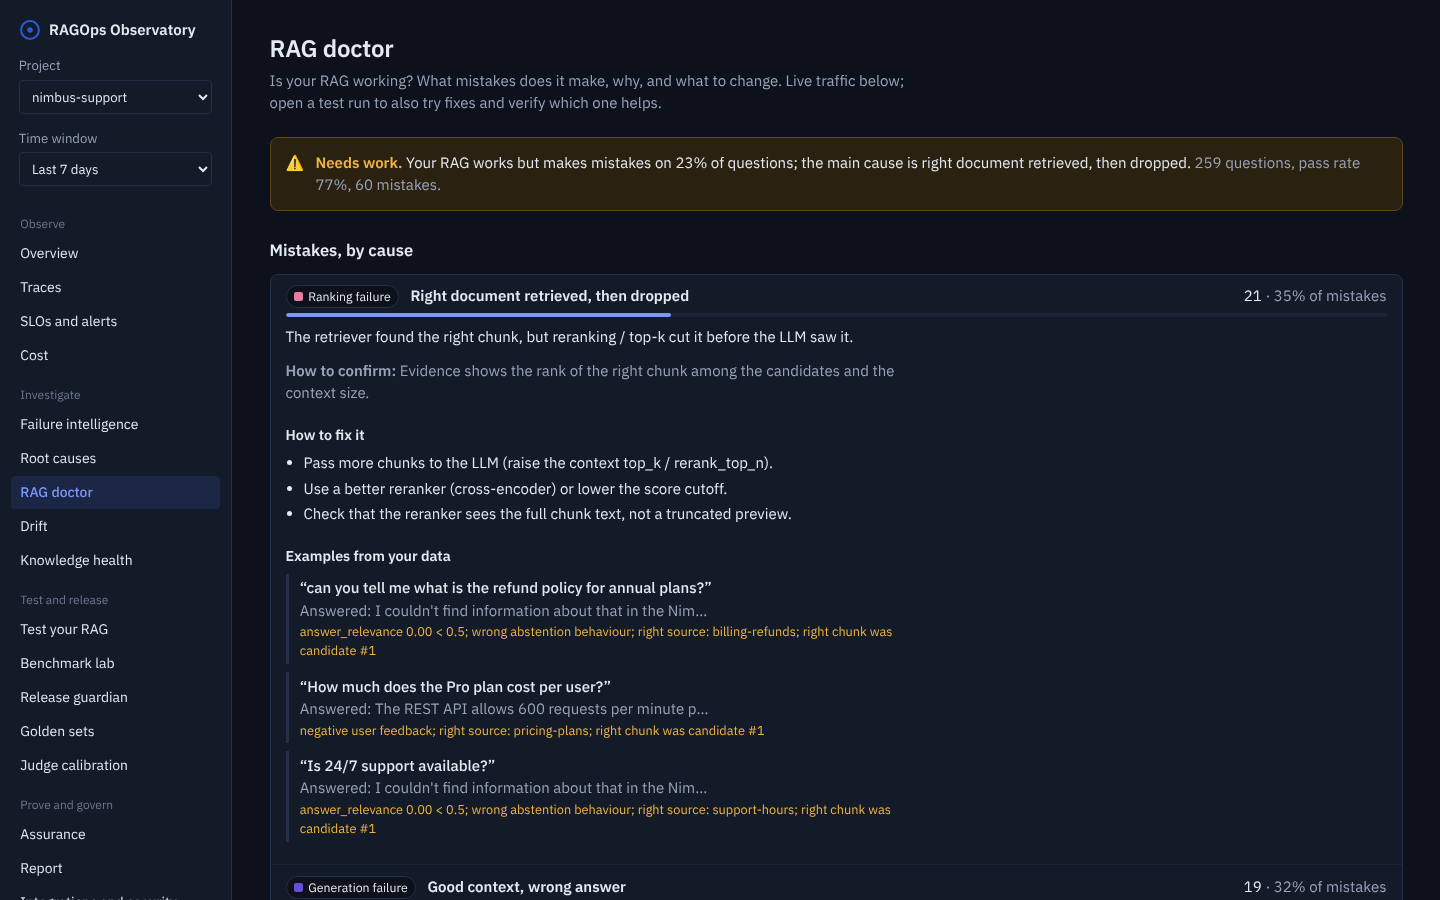 RAGOps Observatory
Project
nimbus-support
Time window
Last 7 days
Observe
Overview
Traces
SLOs and alerts
Cost
Investigate
Failure intelligence
Root causes
RAG doctor
Drift
Knowledge health
Test and release
Test your RAG
Benchmark lab
Release guardian
Golden sets
Judge calibration
Prove and govern
Assurance
Report
RAG doctor
Is your RAG working? What mistakes does it make, why, and what to change. Live traffic below;
open a test run to also try fixes and verify which one helps.
Needs work. Your RAG works but makes mistakes on 23% of questions; the main cause is right document retrieved, then dropped. 259 questions, pass rate
77%, 60 mistakes.
Mistakes, by cause
Ranking failure Right document retrieved, then dropped 21 · 35% of mistakes
The retriever found the right chunk, but reranking / top-k cut it before the LLM saw it.
How to confirm: Evidence shows the rank of the right chunk among the candidates and the
context size.
How to fix it
• Pass more chunks to the LLM (raise the context top_k / rerank_top_n).
• Use a better reranker (cross-encoder) or lower the score cutoff.
• Check that the reranker sees the full chunk text, not a truncated preview.
Examples from your data
“can you tell me what is the refund policy for annual plans?”
Answered: I couldn't find information about that in the Nim...
answer_relevance 0.00 < 0.5; wrong abstention behaviour; right source: billing-refunds; right chunk was
candidate #1
“How much does the Pro plan cost per user?”
Answered: The REST API allows 600 requests per minute p...
negative user feedback; right source: pricing-plans; right chunk was candidate #1
“Is 24/7 support available?”
Answered: I couldn't find information about that in the Nim...
answer_relevance 0.00 < 0.5; wrong abstention behaviour; right source: support-hours; right chunk was
candidate #1
Generation failure Good context, wrong answer 19 · 32% of mistakes